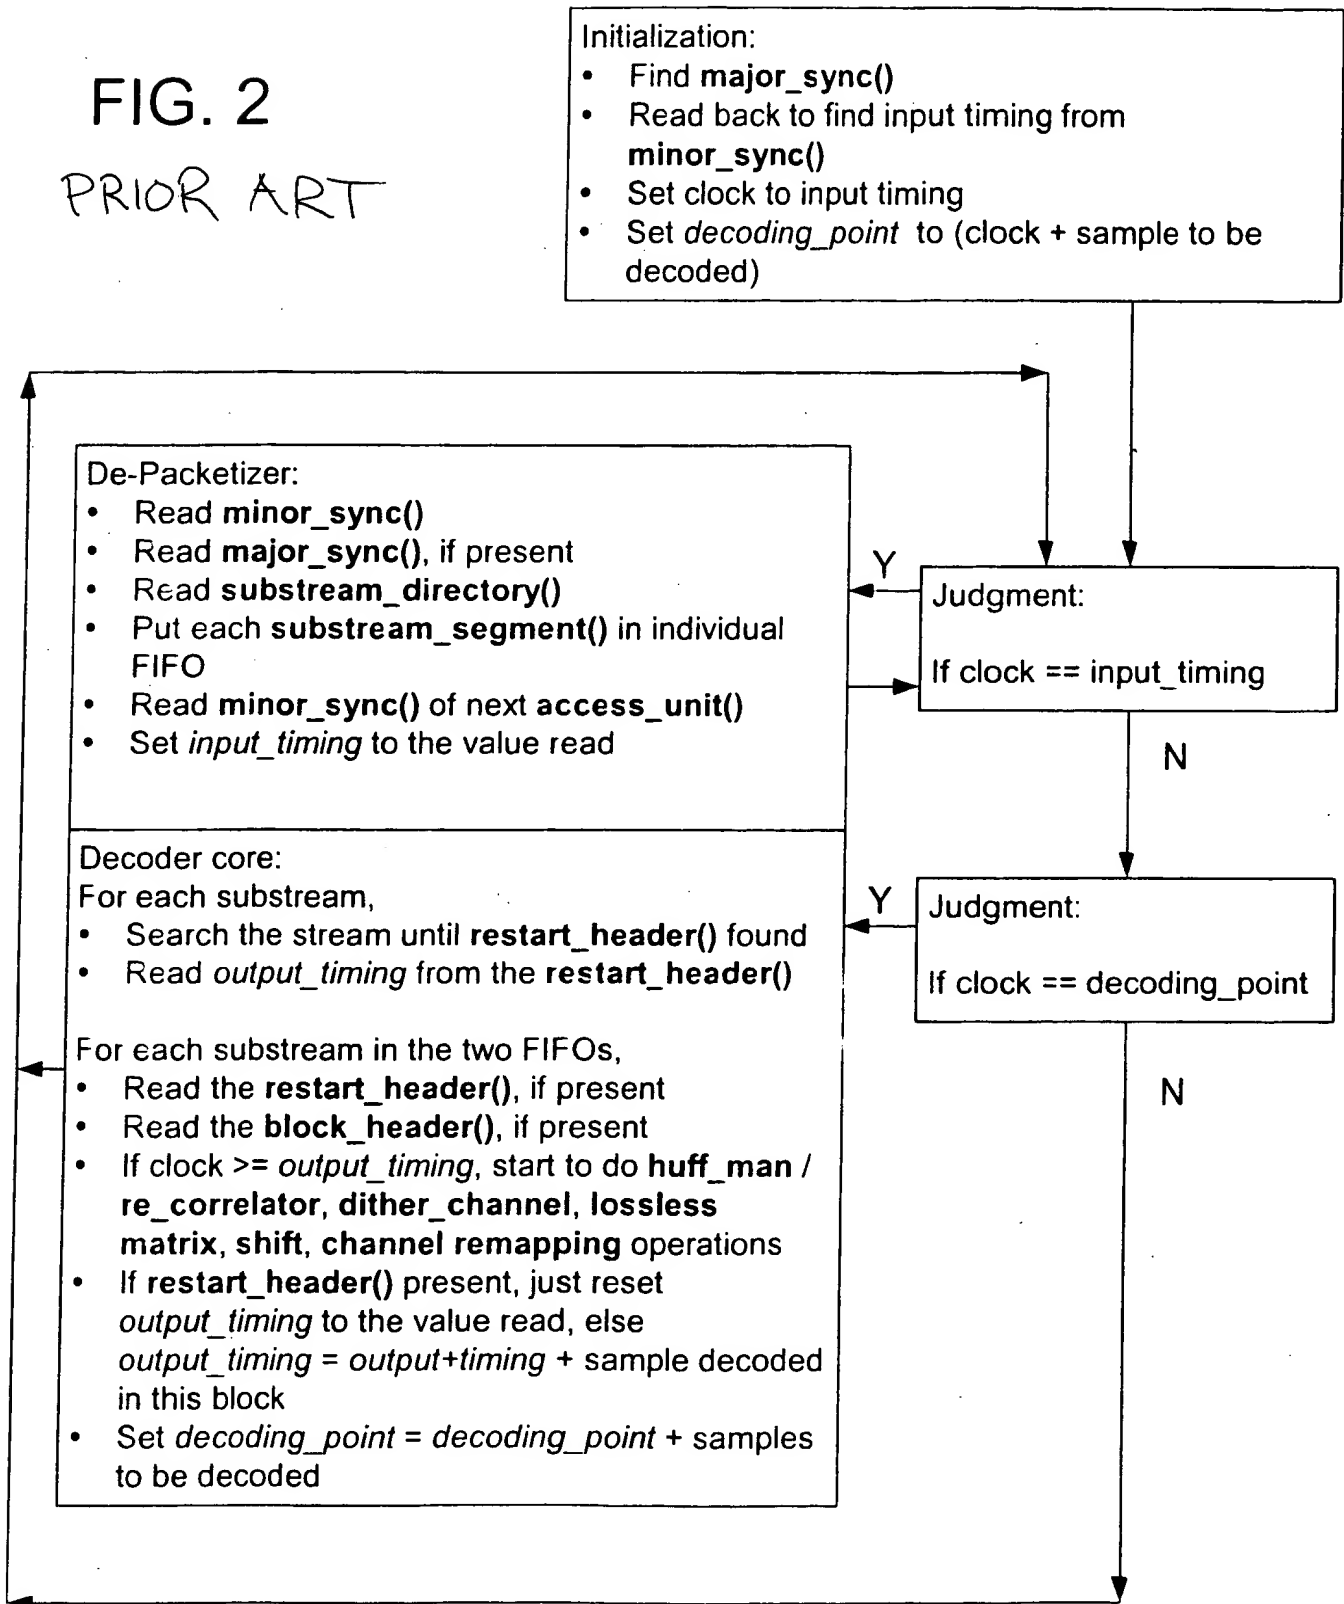 FIG. 2
PRIOR ART
Initialization:
• Find major_sync()
• Read back to find input timing from
minor_sync()
• Set clock to input timing
• Set decoding_point to (clock + sample to be
decoded)
De-Packetizer:
• Read minor_sync()
• Read major_sync(), if present
• Read substream_directory()
• Put each substream_segment() in individual
FIFO
• Read minor_sync() of next access_unit()
• Set input_timing to the value read
Y
Judgment:
If clock == input_timing
N
Decoder core:
For each substream,
• Search the stream until restart_header() found
• Read output_timing from the restart_header()
For each substream in the two FIFOs,
• Read the restart_header(), if present
• Read the block_header(), if present
• If clock >= output_timing, start to do huff_man /
re_correlator, dither_channel, lossless
matrix, shift, channel remapping operations
• If restart_header() present, just reset
output_timing to the value read, else
output_timing = output+timing + sample decoded
in this block
• Set decoding_point = decoding_point + samples
to be decoded
Y
Judgment:
If clock == decoding_point
N